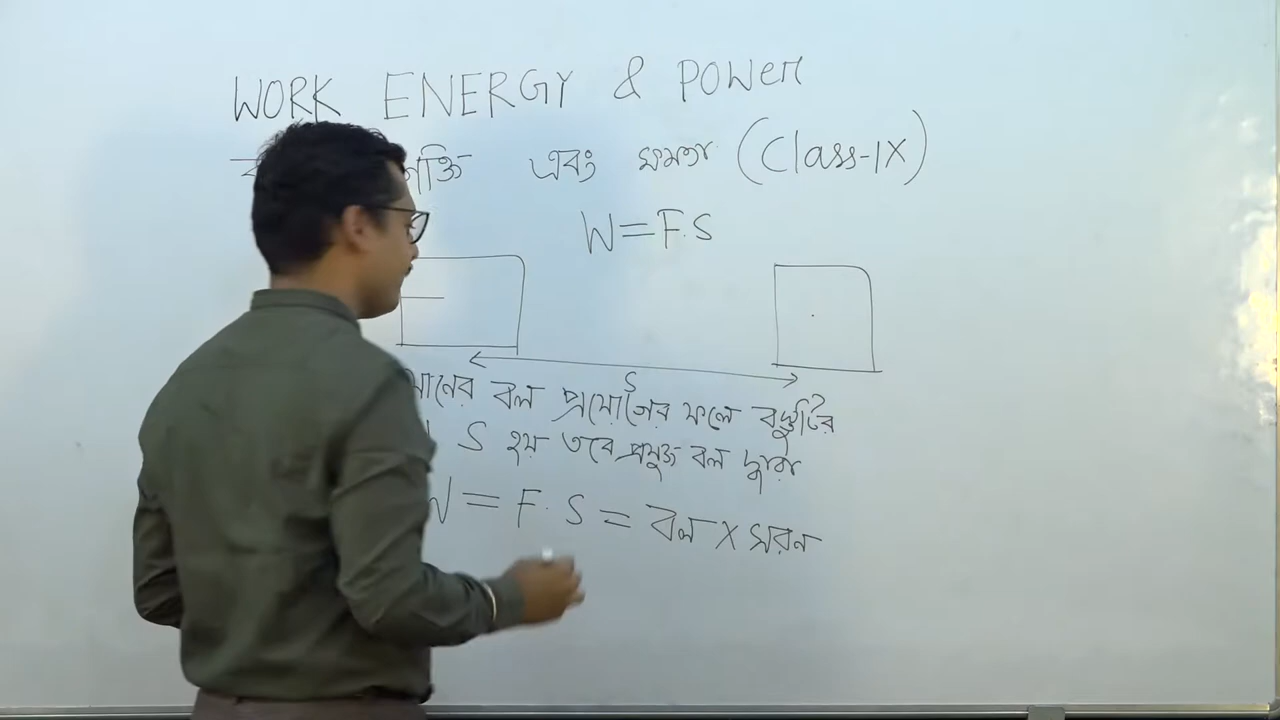 WORK ENERGY & POWer
শক্তি এবং ক্ষমতা (Class-IX)
W=F.S
S
মানের বল প্রয়োগের ফলে বস্তুটির
S হয় তবে প্রযুক্ত বল দ্বারা
W = F. S = বল x সরন